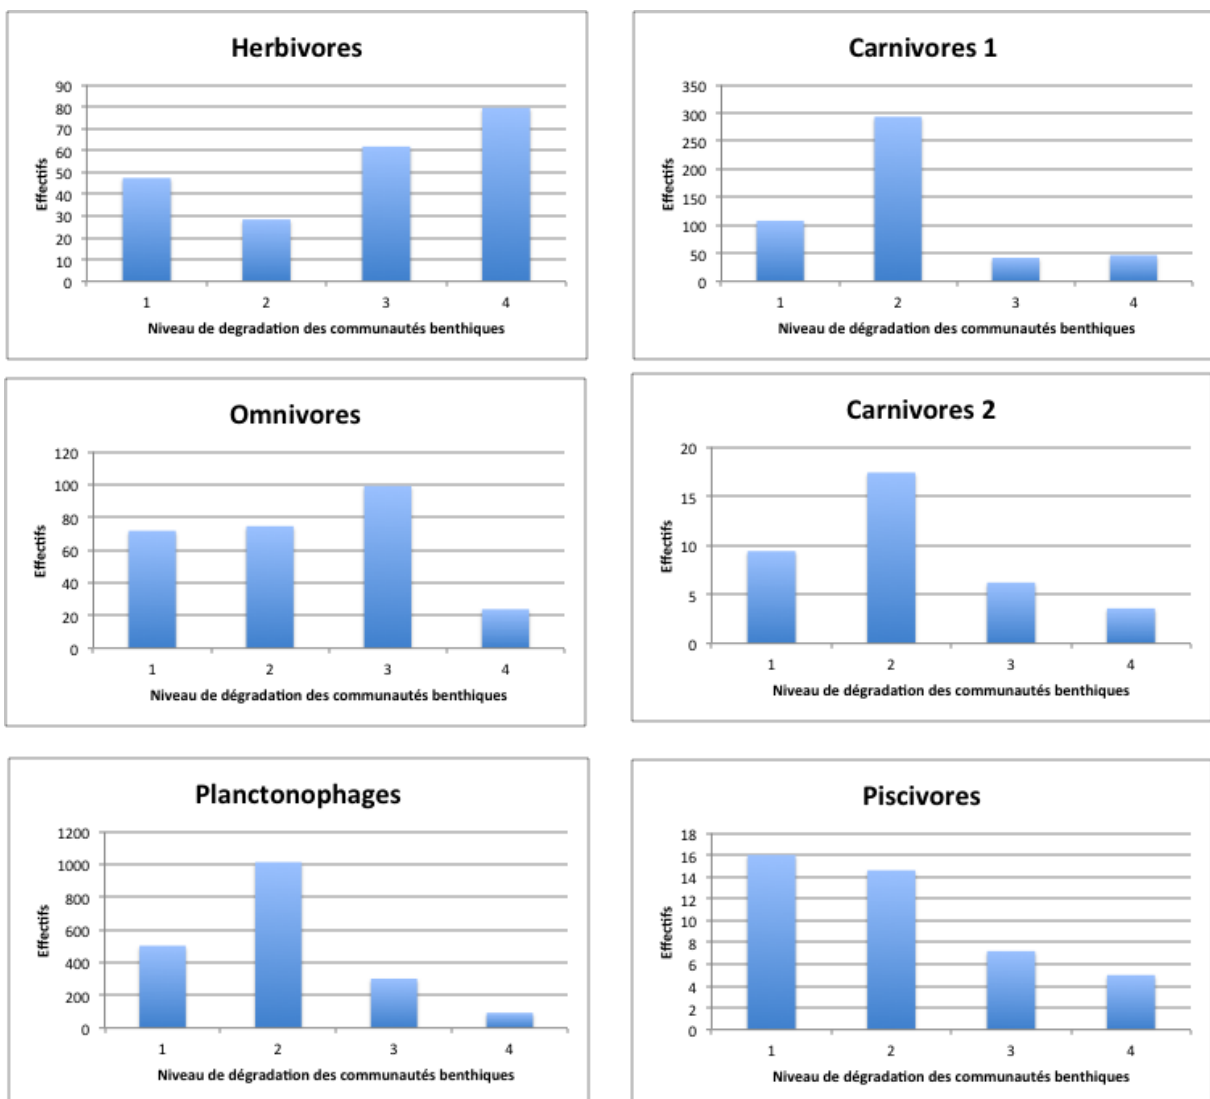 Herbivores
90
80
70
60
50
40
30
20
10
0
Effectifs
1 2 3 4
Niveau de degradation des communautés benthiques
Carnivores 1
350
300
250
200
150
100
50
0
Effectifs
1 2 3 4
Niveau de dégradation des communautés benthiques
Omnivores
120
100
80
60
40
20
0
Effectifs
1 2 3 4
Niveau de dégradation des communautés benthiques
Carnivores 2
20
15
10
5
0
Effectifs
1 2 3 4
Niveau de dégradation des communautés benthiques
Planctonophages
1200
1000
800
600
400
200
0
Effectifs
1 2 3 4
Niveau de dégradation des communautés benthiques
Piscivores
18
16
14
12
10
8
6
4
2
0
Effectifs
1 2 3 4
Niveau de dégradation des communautés benthiques